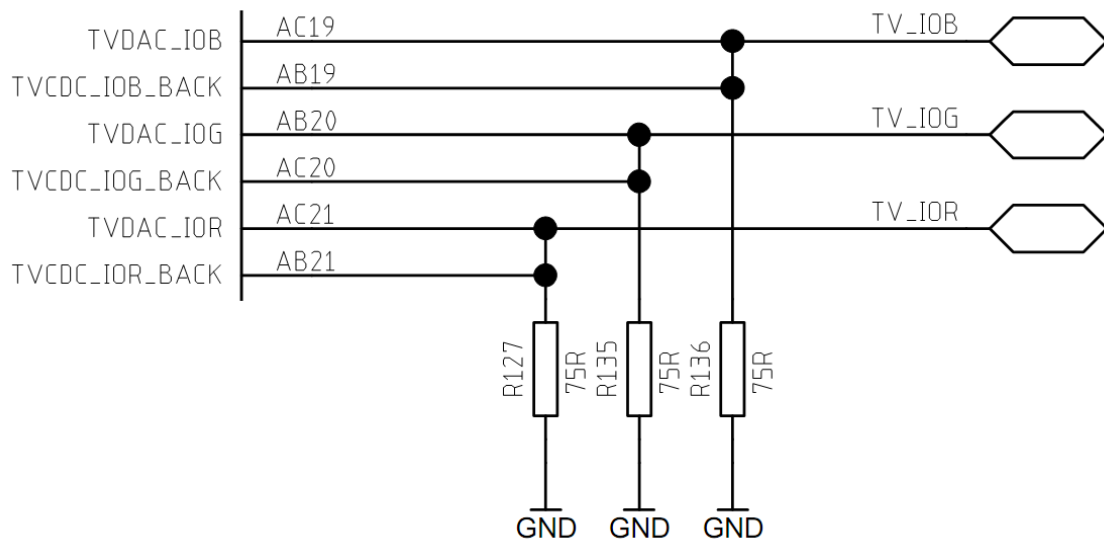 TVDAC_IOB AC19 TV_IOB
TVCDC_IOB_BACK AB19
TVDAC_IOG AB20 TV_IOG
TVCDC_IOG_BACK AC20
TVDAC_IOR AC21 TV_IOR
TVCDC_IOR_BACK AB21
R127 75R R135 75R R136 75R
GND GND GND